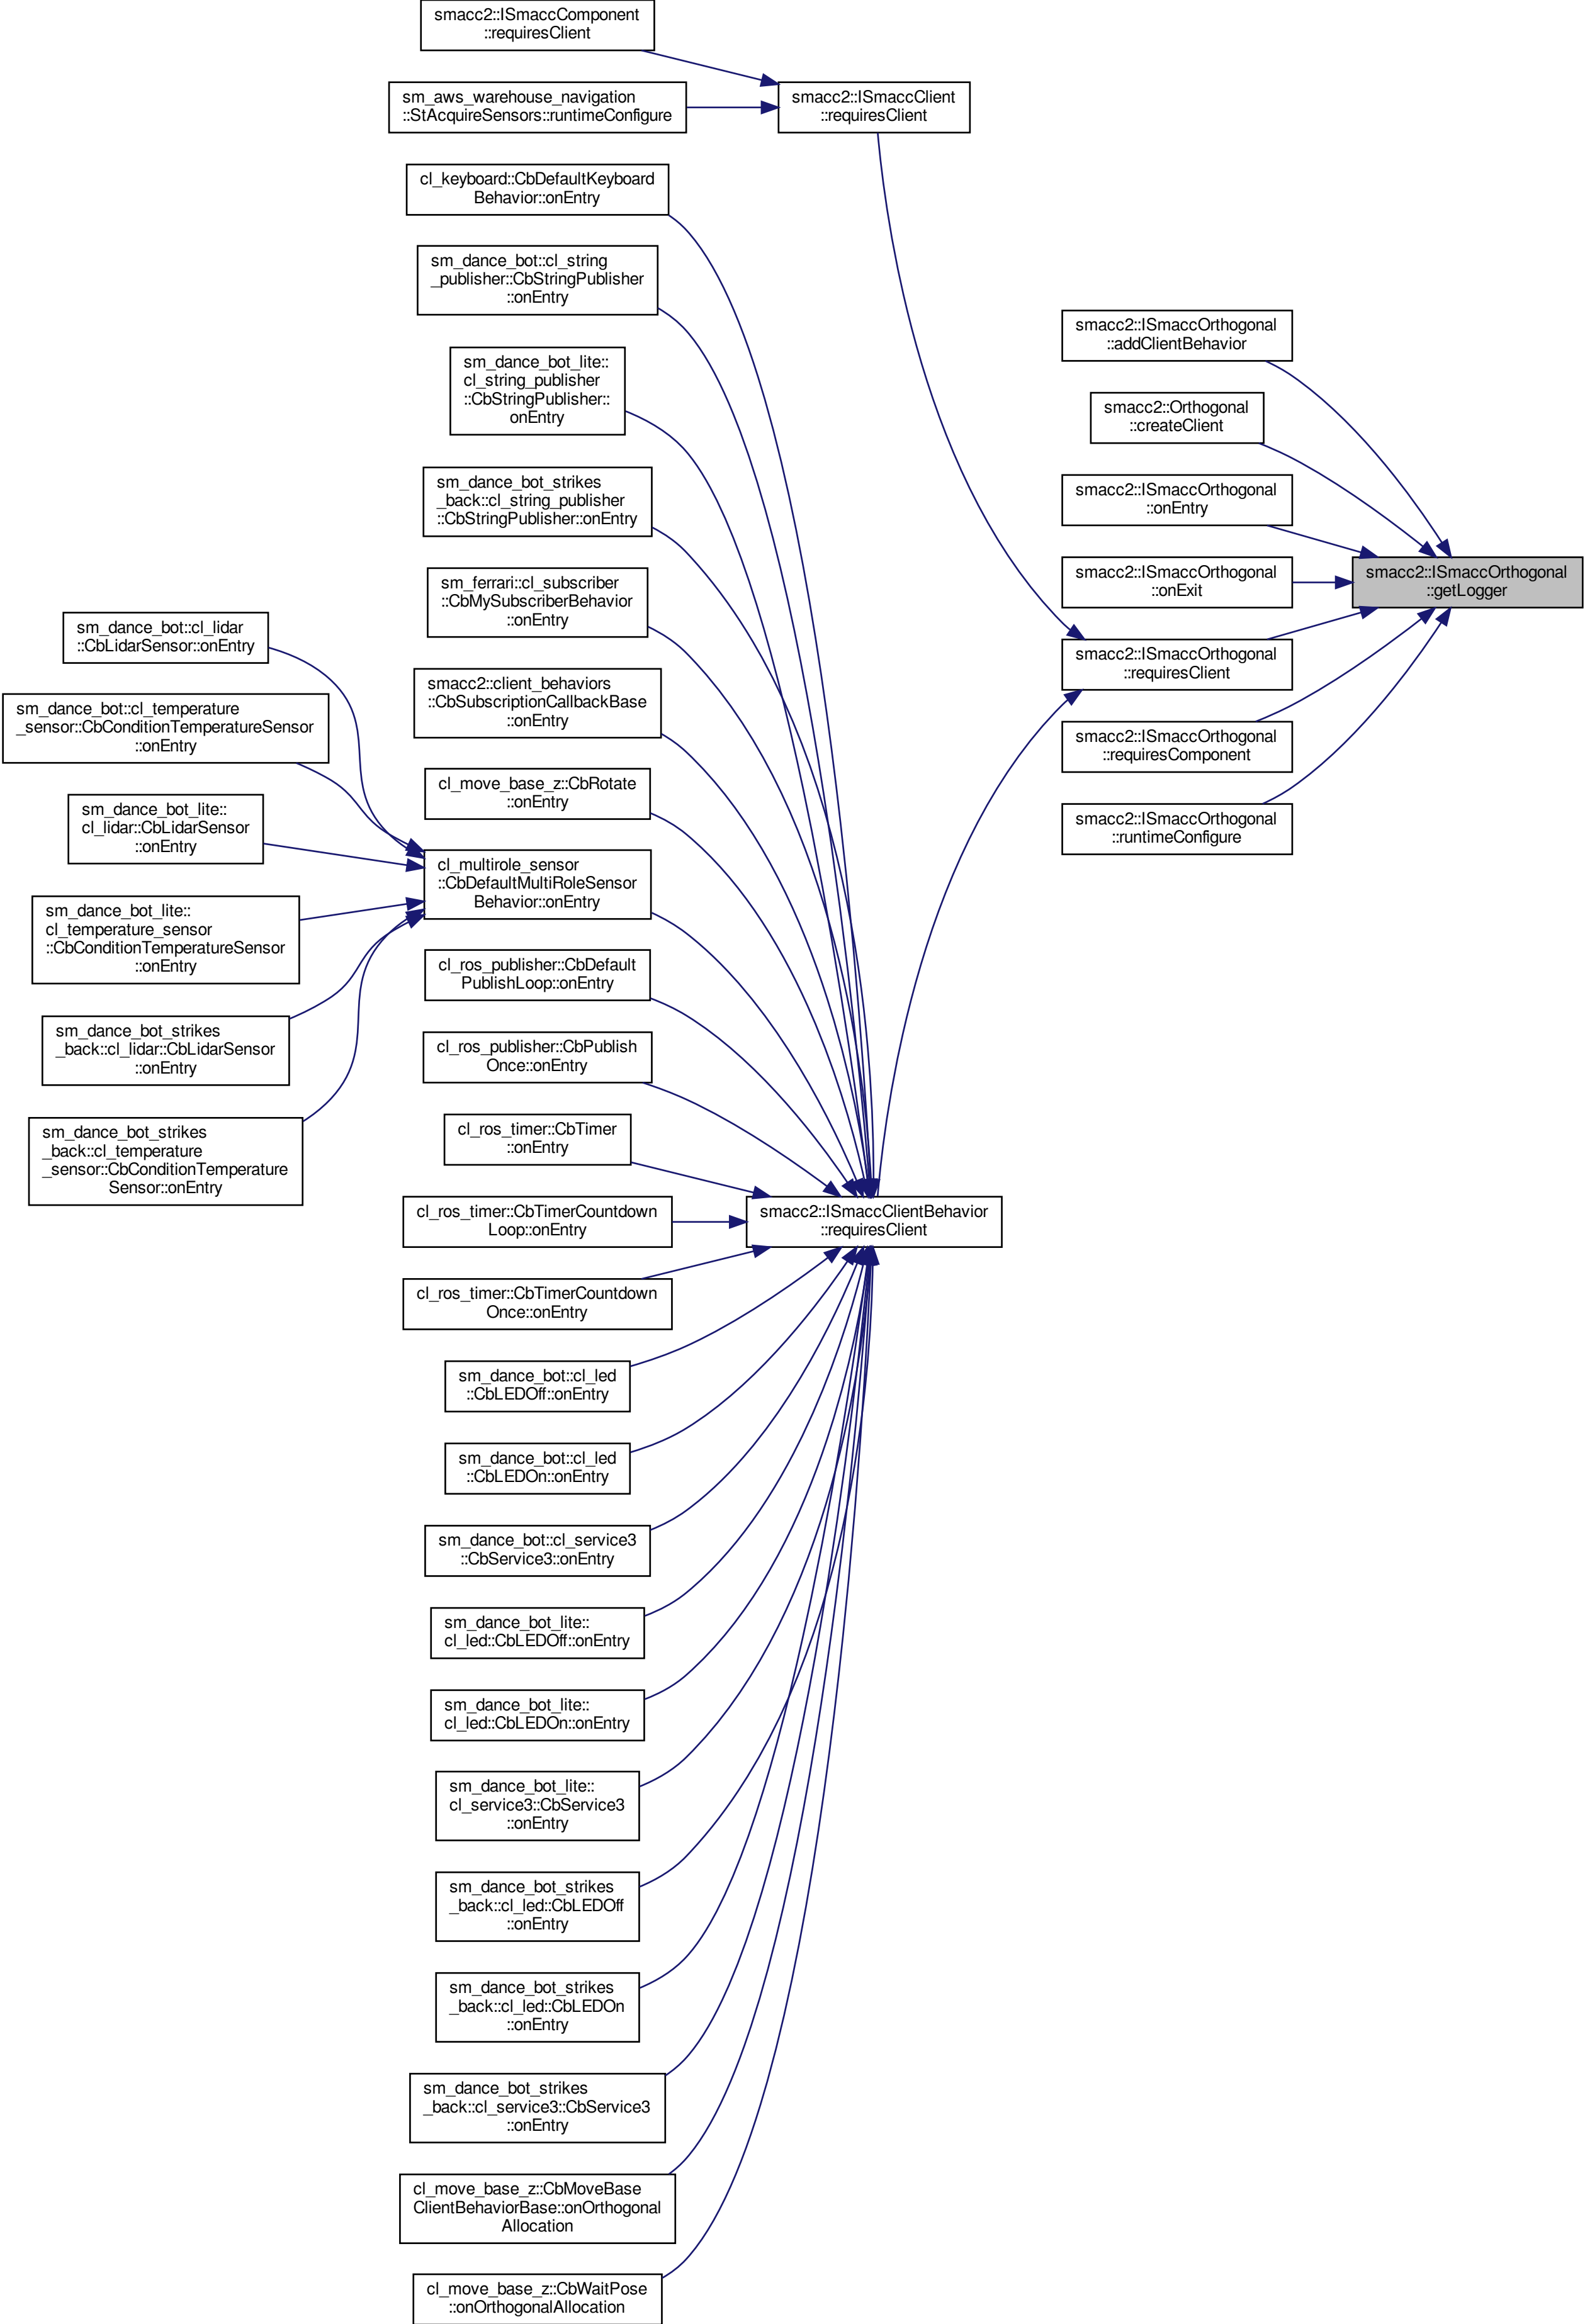 smacc2::ISmaccComponent
::requiresClient
sm_aws_warehouse_navigation
::StAcquireSensors::runtimeConfigure
smacc2::ISmaccClient
::requiresClient
cl_keyboard::CbDefaultKeyboard
Behavior::onEntry
sm_dance_bot::cl_string
_publisher::CbStringPublisher
::onEntry
sm_dance_bot_lite::
cl_string_publisher
::CbStringPublisher::
onEntry
sm_dance_bot_strikes
_back::cl_string_publisher
::CbStringPublisher::onEntry
sm_ferrari::cl_subscriber
::CbMySubscriberBehavior
::onEntry
smacc2::client_behaviors
::CbSubscriptionCallbackBase
::onEntry
cl_move_base_z::CbRotate
::onEntry
cl_multirole_sensor
::CbDefaultMultiRoleSensor
Behavior::onEntry
cl_ros_publisher::CbDefault
PublishLoop::onEntry
cl_ros_publisher::CbPublish
Once::onEntry
cl_ros_timer::CbTimer
::onEntry
cl_ros_timer::CbTimerCountdown
Loop::onEntry
cl_ros_timer::CbTimerCountdown
Once::onEntry
sm_dance_bot::cl_led
::CbLEDOff::onEntry
sm_dance_bot::cl_led
::CbLEDOn::onEntry
sm_dance_bot::cl_service3
::CbService3::onEntry
sm_dance_bot_lite::
cl_led::CbLEDOff::onEntry
sm_dance_bot_lite::
cl_led::CbLEDOn::onEntry
sm_dance_bot_lite::
cl_service3::CbService3
::onEntry
sm_dance_bot_strikes
_back::cl_led::CbLEDOff
::onEntry
sm_dance_bot_strikes
_back::cl_led::CbLEDOn
::onEntry
sm_dance_bot_strikes
_back::cl_service3::CbService3
::onEntry
cl_move_base_z::CbMoveBase
ClientBehaviorBase::onOrthogonal
Allocation
cl_move_base_z::CbWaitPose
::onOrthogonalAllocation
sm_dance_bot::cl_lidar
::CbLidarSensor::onEntry
sm_dance_bot::cl_temperature
_sensor::CbConditionTemperatureSensor
::onEntry
sm_dance_bot_lite::
cl_lidar::CbLidarSensor
::onEntry
sm_dance_bot_lite::
cl_temperature_sensor
::CbConditionTemperatureSensor
::onEntry
sm_dance_bot_strikes
_back::cl_lidar::CbLidarSensor
::onEntry
sm_dance_bot_strikes
_back::cl_temperature
_sensor::CbConditionTemperature
Sensor::onEntry
smacc2::ISmaccClientBehavior
::requiresClient
smacc2::ISmaccOrthogonal
::addClientBehavior
smacc2::Orthogonal
::createClient
smacc2::ISmaccOrthogonal
::onEntry
smacc2::ISmaccOrthogonal
::onExit
smacc2::ISmaccOrthogonal
::requiresClient
smacc2::ISmaccOrthogonal
::requiresComponent
smacc2::ISmaccOrthogonal
::runtimeConfigure
smacc2::ISmaccOrthogonal
::getLogger